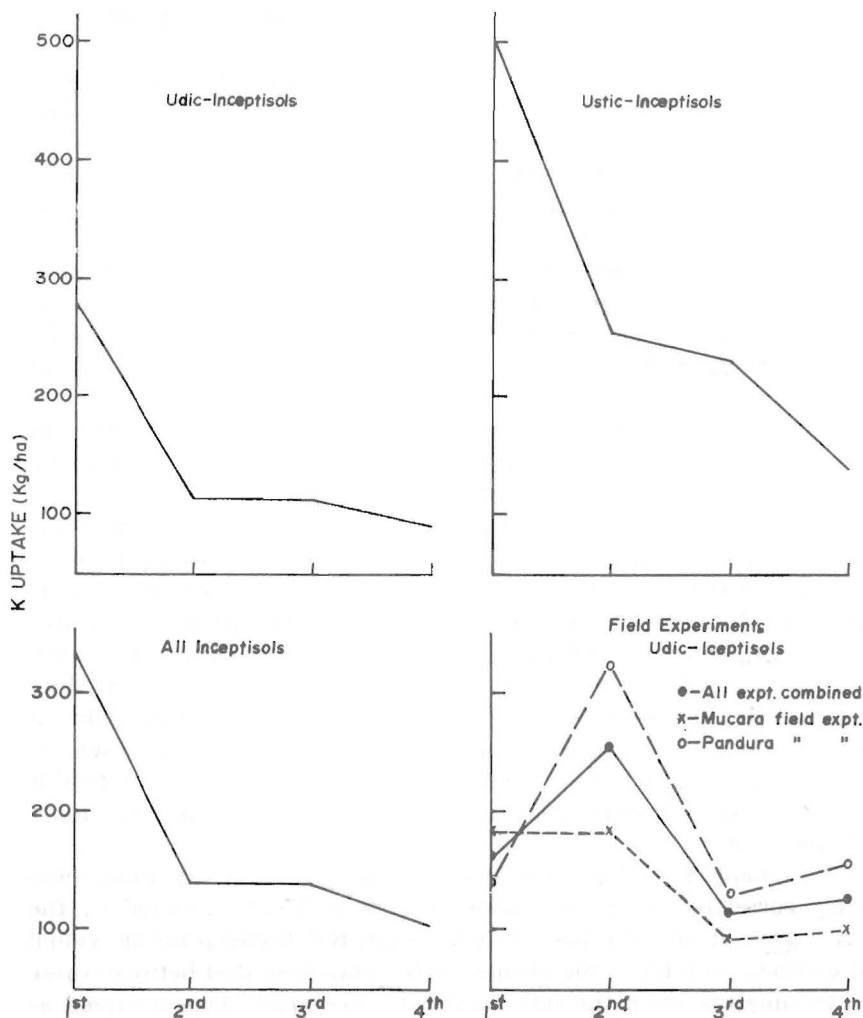 K UPTAKE (Kg/ha)
500
400
300
200
100
Udic-Inceptisols
Ustic-Inceptisols
300
200
100
All Inceptisols
Field Experiments
Udic-Iceptisols
●-All expt. combined
x-Mucara field expt.
o-Pandura " "
1st 2nd 3rd 4th
1st 2nd 3rd 4th